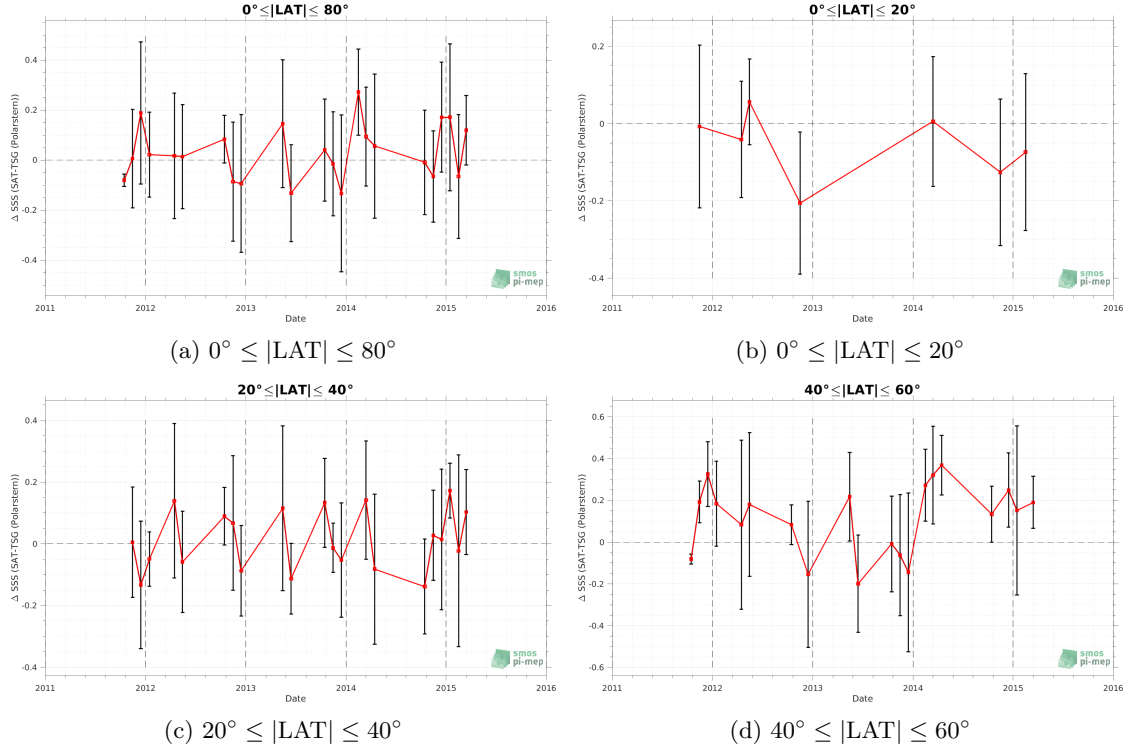 0°≤|LAT|≤ 80°
Δ SSS (SAT-TSG (Polarstern))
0.4
0.2
0
-0.2
-0.4
2011 2012 2013 2014 2015 2016
Date
smos
pi-mep
(a) 0° ≤ |LAT| ≤ 80°
0°≤|LAT|≤ 20°
Δ SSS (SAT-TSG (Polarstern))
0.2
0
-0.2
-0.4
2011 2012 2013 2014 2015 2016
Date
smos
pi-mep
(b) 0° ≤ |LAT| ≤ 20°
20°≤|LAT|≤ 40°
Δ SSS (SAT-TSG (Polarstern))
0.4
0.2
0
-0.2
-0.4
2011 2012 2013 2014 2015 2016
Date
smos
pi-mep
(c) 20° ≤ |LAT| ≤ 40°
40°≤|LAT|≤ 60°
Δ SSS (SAT-TSG (Polarstern))
0.6
0.4
0.2
0
-0.2
-0.4
-0.6
2011 2012 2013 2014 2015 2016
Date
smos
pi-mep
(d) 40° ≤ |LAT| ≤ 60°